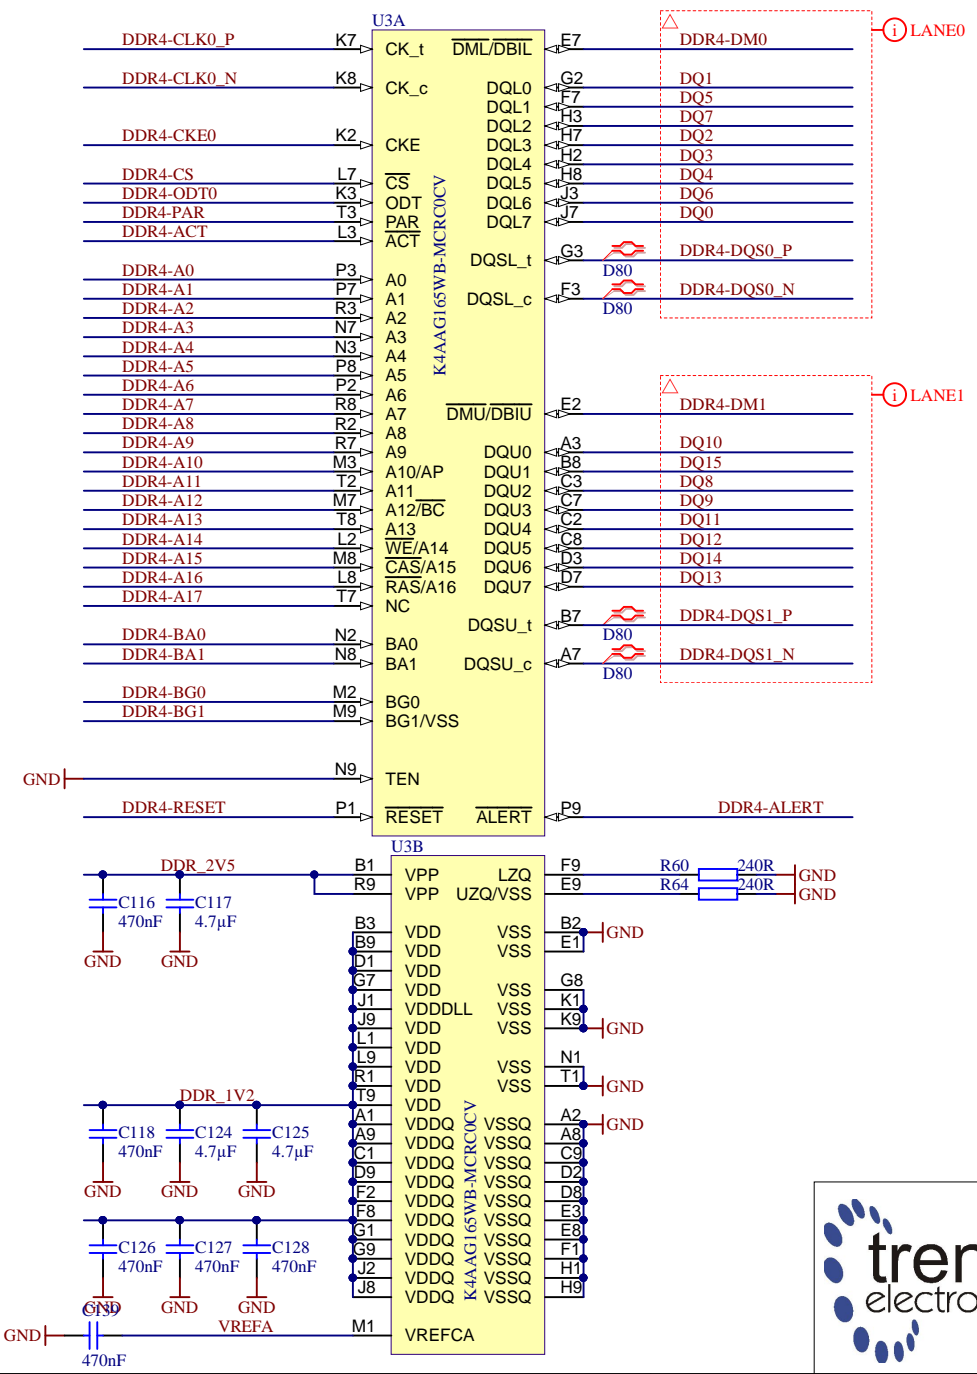 U3A
DDR4-CLK0_P K7 CK_t DML/DBIL E7 DDR4-DM0
LANE0
DDR4-CLK0_N K8 CK_c DQL0 G2 DQ1
DQL1 F7 DQ5
DQL2 H3 DQ7
DDR4-CKE0 K2 CKE DQL3 H7 DQ2
DQL4 H2 DQ3
DDR4-CS L7 CS DQL5 H8 DQ4
DDR4-ODT0 K3 ODT DQL6 J3 DQ6
DDR4-PAR T3 PAR DQL7 J7 DQ0
DDR4-ACT L3 ACT
DQSL_t G3 D80 DDR4-DQS0_P
DDR4-A0 P3 A0
DDR4-A1 P7 A1 DQSL_c F3 D80 DDR4-DQS0_N
DDR4-A2 R3 A2
DDR4-A3 N7 A3
DDR4-A4 N3 A4
DDR4-A5 P8 A5
K4AAG165WB-MCRC0CV
DDR4-A6 P2 A6
LANE1
DDR4-A7 R8 A7 DMU/DBIU E2 DDR4-DM1
DDR4-A8 R2 A8
DDR4-A9 R7 A9 DQU0 A3 DQ10
DDR4-A10 M3 A10/AP DQU1 B8 DQ15
DDR4-A11 T2 A11 DQU2 C3 DQ8
DDR4-A12 M7 A12/BC DQU3 C7 DQ9
DDR4-A13 T8 A13 DQU4 C2 DQ11
DDR4-A14 L2 WE/A14 DQU5 C8 DQ12
DDR4-A15 M8 CAS/A15 DQU6 D3 DQ14
DDR4-A16 L8 RAS/A16 DQU7 D7 DQ13
DDR4-A17 T7 NC
DQSU_t B7 D80 DDR4-DQS1_P
DDR4-BA0 N2 BA0
DDR4-BA1 N8 BA1 DQSU_c A7 D80 DDR4-DQS1_N
DDR4-BG0 M2 BG0
DDR4-BG1 M9 BG1/VSS
GND N9 TEN
DDR4-RESET P1 RESET ALERT P9 DDR4-ALERT
U3B
DDR_2V5 B1 VPP LZQ F9 R60 240R GND
R9 VPP UZQ/VSS E9 R64 240R GND
C116 C117
470nF 4.7µF
B3 VDD VSS B2 GND
B9 VDD VSS E1
GND GND
D1 VDD
G7 VDD VSS G8
J1 VDDDLL VSS K1
J9 VDD VSS K9 GND
L1 VDD
L9 VDD VSS N1
R1 VDD VSS T1 GND
DDR_1V2 T9 VDD
A1 VDDQ VSSQ A2 GND
C118 C124 C125
A9 VDDQ VSSQ A8
470nF 4.7µF 4.7µF
C1 VDDQ VSSQ C9
D9 VDDQ VSSQ D2
GND GND GND
F2 VDDQ VSSQ D8
F8 VDDQ VSSQ E3
G1 VDDQ VSSQ E8
C126 C127 C128
G9 VDDQ VSSQ F1
470nF 470nF 470nF
J2 VDDQ VSSQ H1
J8 VDDQ VSSQ H9
K4AAG165WB-MCRC0CV
GND GND GND
C139
GND VREFA M1 VREFCA
470nF
tren
electro